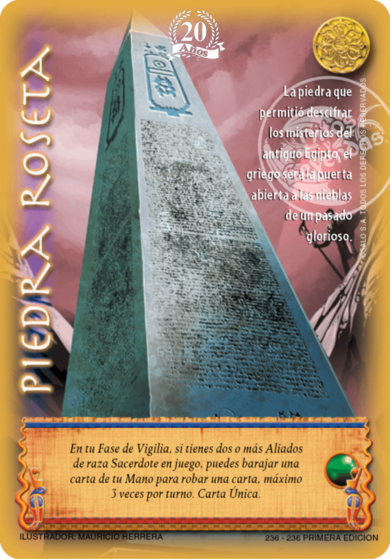 20
Años
PIEDRA ROSETA
La piedra que
permitió descifrar
los misterios del
antiguo Egipto, el
griego será la puerta
abierta a las nieblas
de un pasado
glorioso.
En tu Fase de Vigilia, si tienes dos o más Aliados
de raza Sacerdote en juego, puedes barajar una
carta de tu Mano para robar una carta, máximo
3 veces por turno. Carta Única.
ILUSTRADOR: MAURICIO HERRERA
236 - 236 PRIMERA EDICION